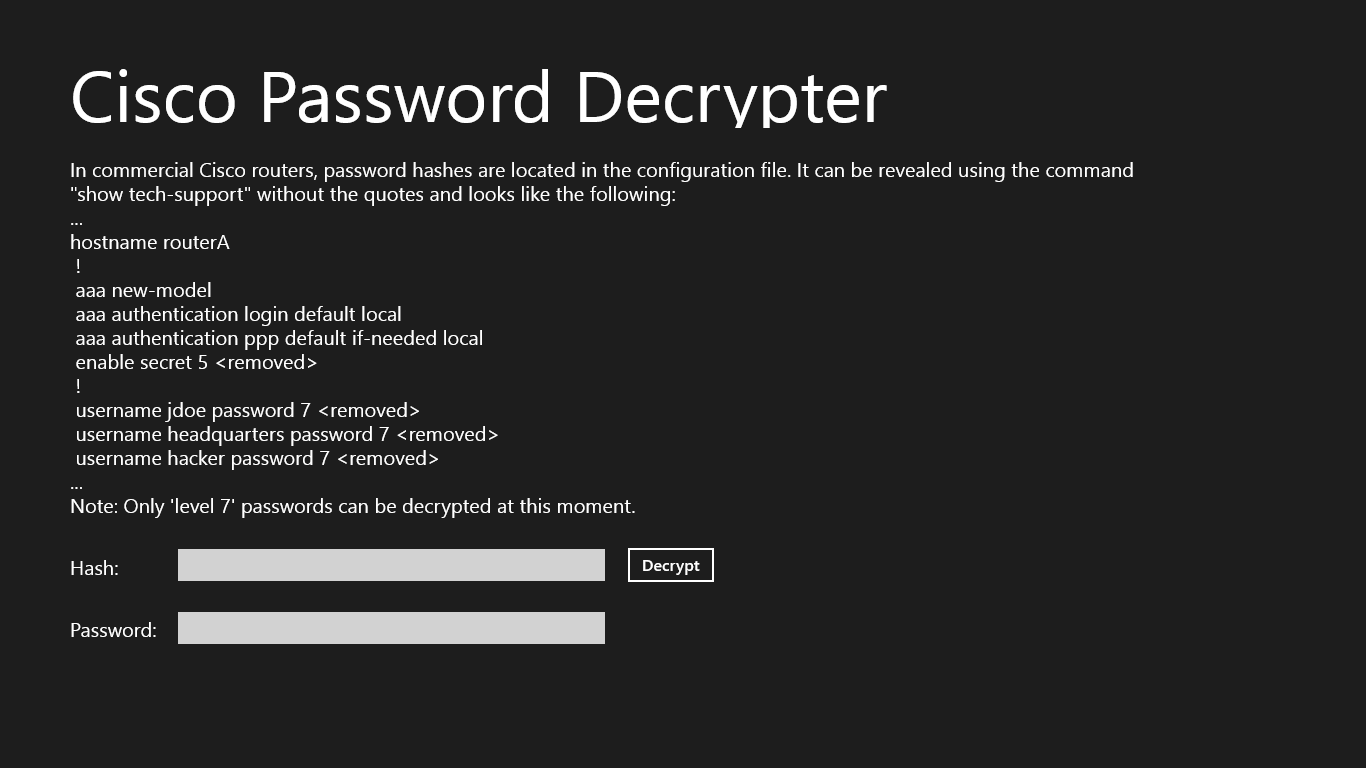 Cisco Password Decrypter
In commercial Cisco routers, password hashes are located in the configuration file. It can be revealed using the command
"show tech-support" without the quotes and looks like the following:
...
hostname routerA
!
aaa new-model
aaa authentication login default local
aaa authentication ppp default if-needed local
enable secret 5 <removed>
!
username jdoe password 7 <removed>
username headquarters password 7 <removed>
username hacker password 7 <removed>
...
Note: Only 'level 7' passwords can be decrypted at this moment.
Hash:
Decrypt
Password: